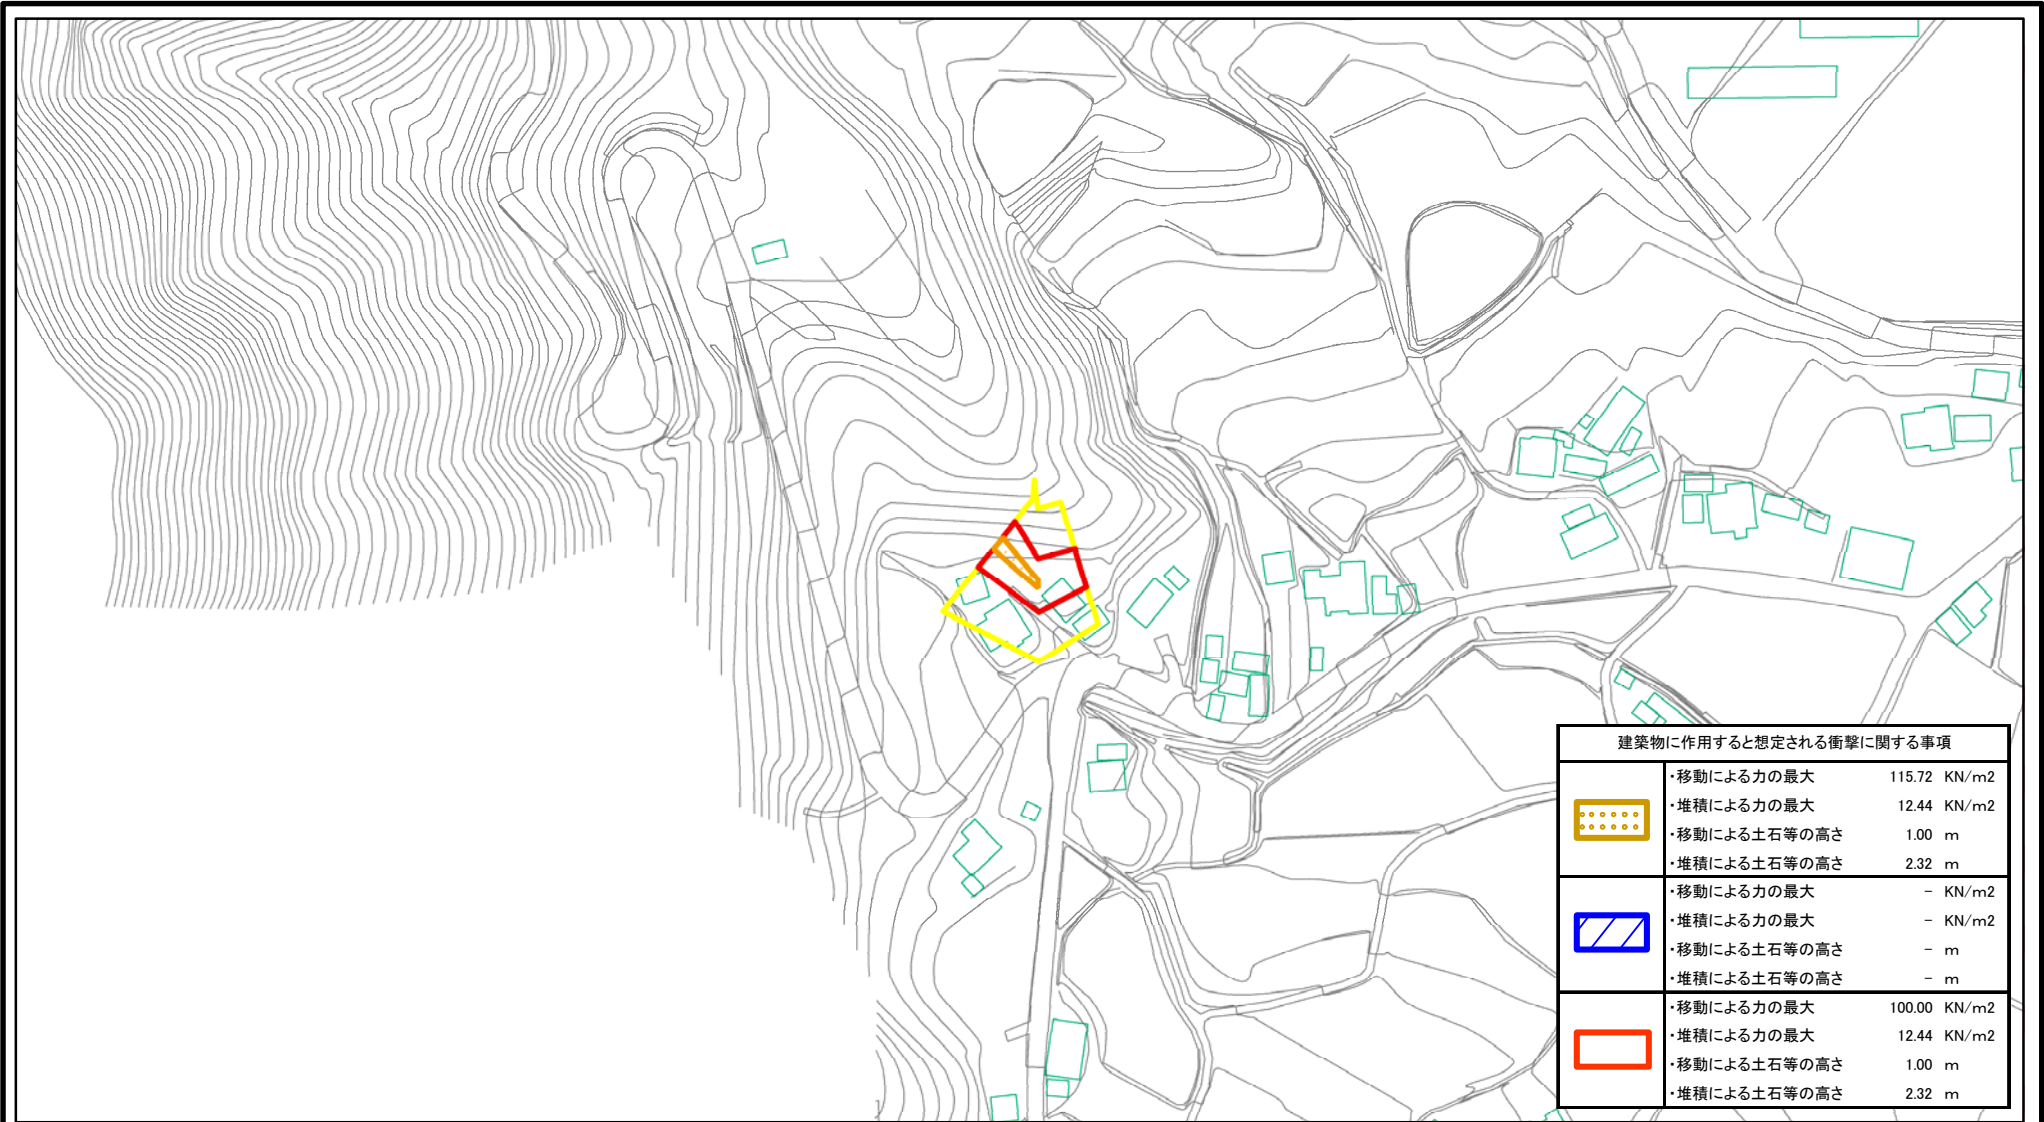 建築物に作用すると想定される衝撃に関する事項
・移動による力の最大 115.72 KN/m2
・堆積による力の最大 12.44 KN/m2
・移動による土石等の高さ 1.00 m
・堆積による土石等の高さ 2.32 m
・移動による力の最大 - KN/m2
・堆積による力の最大 - KN/m2
・移動による土石等の高さ - m
・堆積による土石等の高さ - m
・移動による力の最大 100.00 KN/m2
・堆積による力の最大 12.44 KN/m2
・移動による土石等の高さ 1.00 m
・堆積による土石等の高さ 2.32 m